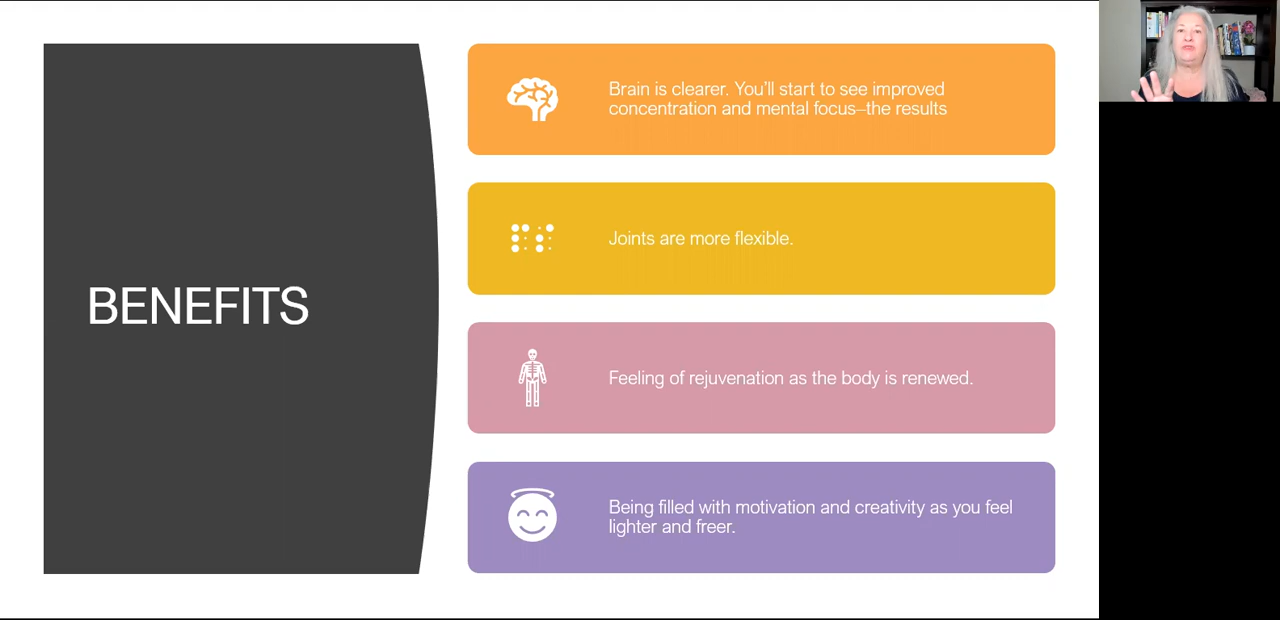 BENEFITS
Brain is clearer. You'll start to see improved
concentration and mental focus–the results
Joints are more flexible.
Feeling of rejuvenation as the body is renewed.
Being filled with motivation and creativity as you feel
lighter and freer.